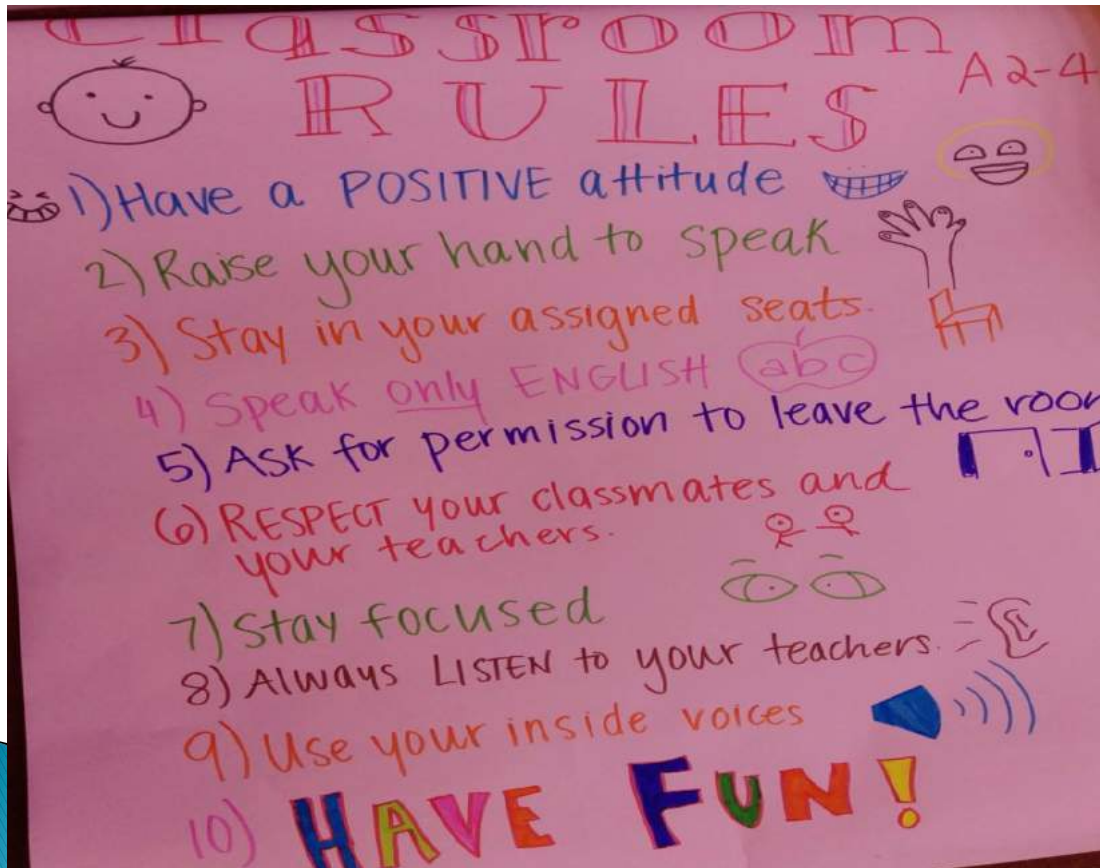 Classroom
RULES
A2-4
1) Have a POSITIVE attitude
2) Raise your hand to speak
3) Stay in your assigned seats.
4) Speak only ENGLISH abc
5) Ask for permission to leave the room
6) RESPECT your classmates and
your teachers.
7) Stay focused
8) Always LISTEN to your teachers.
9) Use your inside voices
10) HAVE FUN!